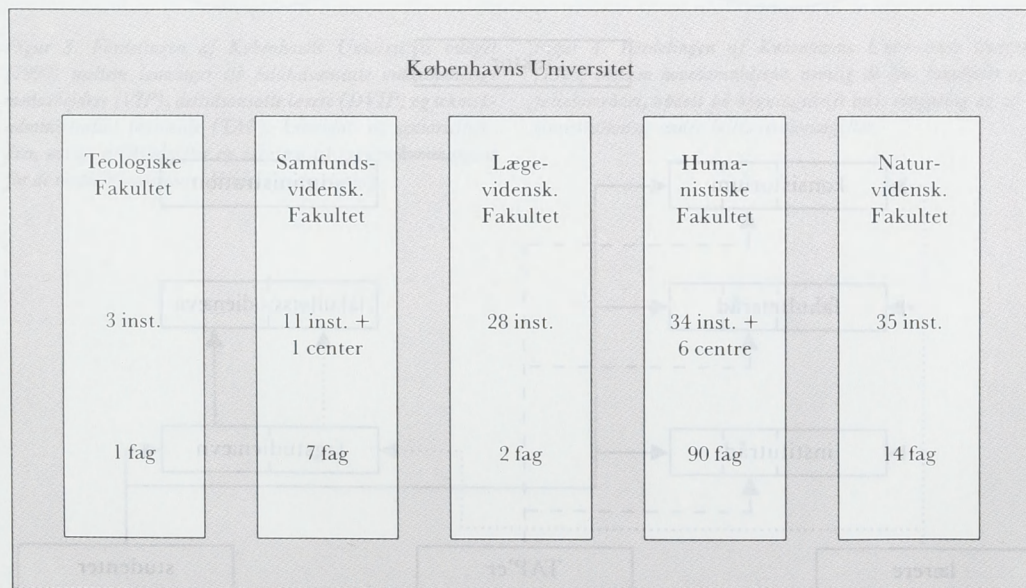 Københavns Universitet
Teologiske
Fakultet
3 inst.
1 fag
Samfunds-
vidensk.
Fakultet
11 inst. +
1 center
7 fag
Læge-
vidensk.
Fakultet
28 inst.
2 fag
Huma-
nistiske
Fakultet
34 inst. +
6 centre
90 fag
Natur-
vidensk.
Fakultet
35 inst.
14 fag